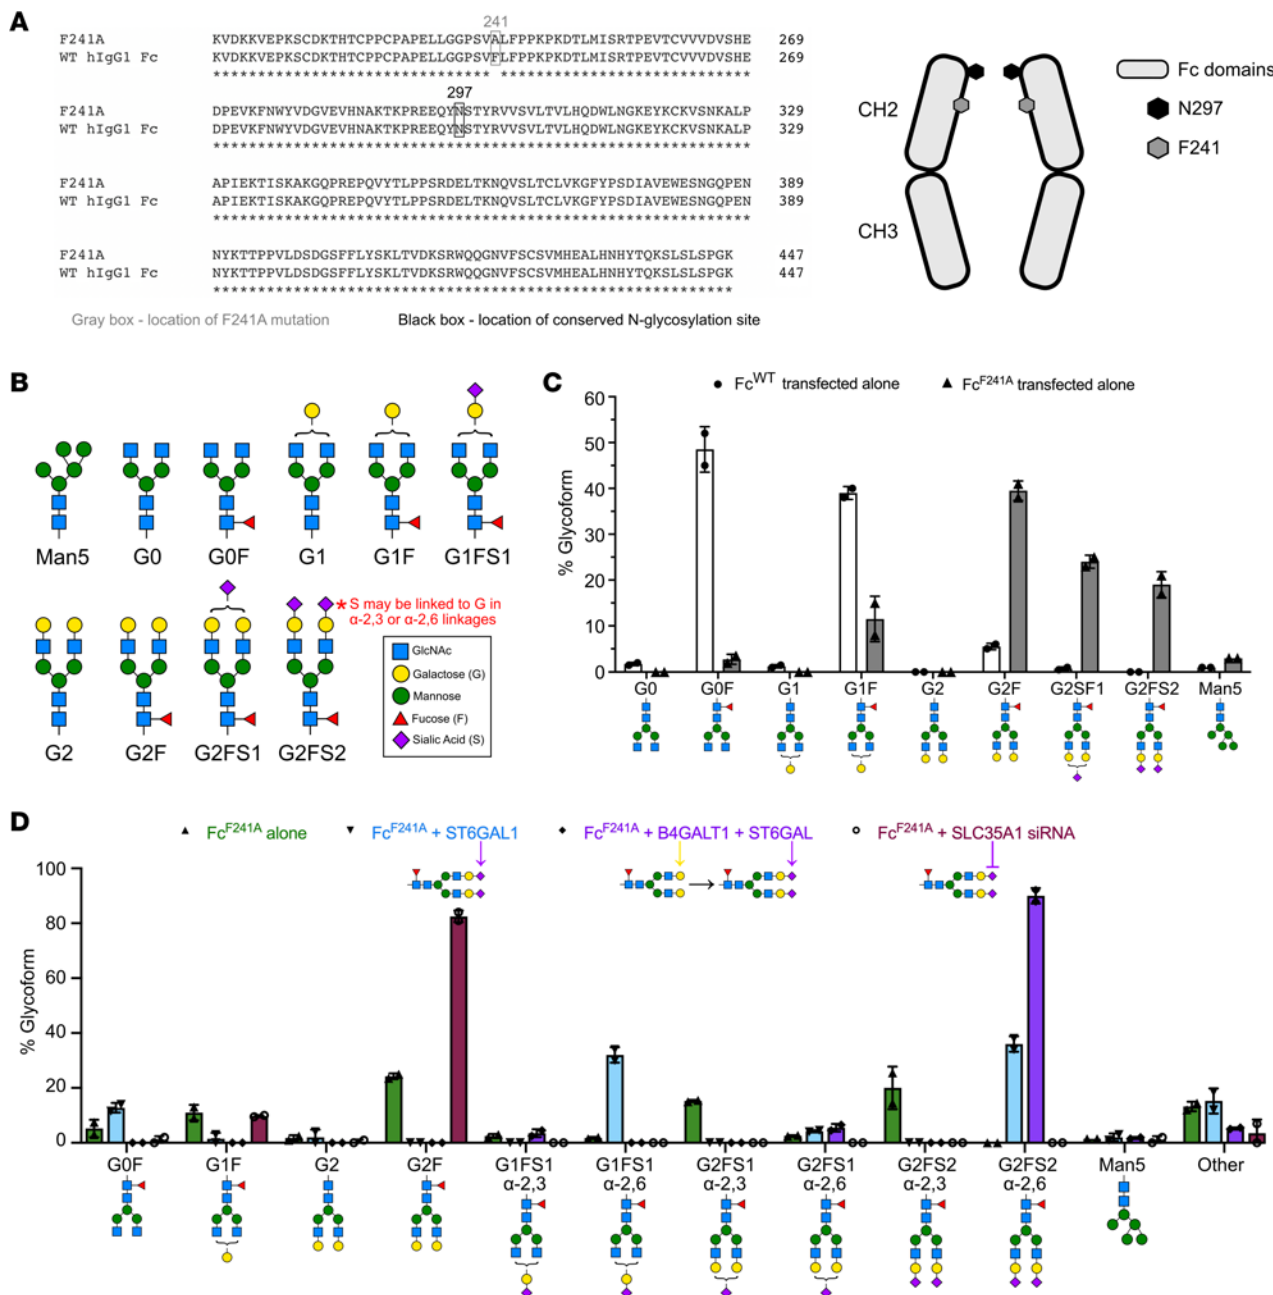 A
241
F241A KVDKKVEPKSCDKTHTCPPCPAPELLGGPSVALFPPKPKDTLMISRTPEVTCVVVDVSHE 269
WT hIgG1 Fc KVDKKVEPKSCDKTHTCPPCPAPELLGGPSVFLFPPKPKDTLMISRTPEVTCVVVDVSHE 269
******************************* ****************************
297
F241A DPEVKFNWYVDGVEVHNAKTKPREEQYNSTYRVVSVLTVLHQDWLNGKEYKCKVSNKALP 329
WT hIgG1 Fc DPEVKFNWYVDGVEVHNAKTKPREEQYNSTYRVVSVLTVLHQDWLNGKEYKCKVSNKALP 329
************************************************************
F241A APIEKTISKAKGQPREPQVYTLPPSRDELTKNQVSLTCLVKGFYPSDIAVEWESNGQPEN 389
WT hIgG1 Fc APIEKTISKAKGQPREPQVYTLPPSRDELTKNQVSLTCLVKGFYPSDIAVEWESNGQPEN 389
************************************************************
F241A NYKTTPPVLDSDGSFFLYSKLTVDKSRWQQGNVFSCSVMHEALHNHYTQKSLSLSPGK 447
WT hIgG1 Fc NYKTTPPVLDSDGSFFLYSKLTVDKSRWQQGNVFSCSVMHEALHNHYTQKSLSLSPGK 447
**********************************************************
Gray box - location of F241A mutation
Black box - location of conserved N-glycosylation site
CH2
CH3
Fc domains
N297
F241
B
Man5 G0 G0F G1 G1F G1FS1
* S may be linked to G in
α-2,3 or α-2,6 linkages
G2 G2F G2FS1 G2FS2
GlcNAc
Galactose (G)
Mannose
Fucose (F)
Sialic Acid (S)
C
Fc^WT transfected alone
Fc^F241A transfected alone
% Glycoform
60
50
40
30
20
10
0
G0 G0F G1 G1F G2 G2F G2SF1 G2FS2 Man5
D
Fc^F241A alone
Fc^F241A + ST6GAL1
Fc^F241A + B4GALT1 + ST6GAL
Fc^F241A + SLC35A1 siRNA
% Glycoform
100
80
60
40
20
0
G0F G1F G2 G2F G1FS1 G1FS1 G2FS1 G2FS1 G2FS2 G2FS2 Man5 Other
α-2,3 α-2,6 α-2,3 α-2,6 α-2,3 α-2,6